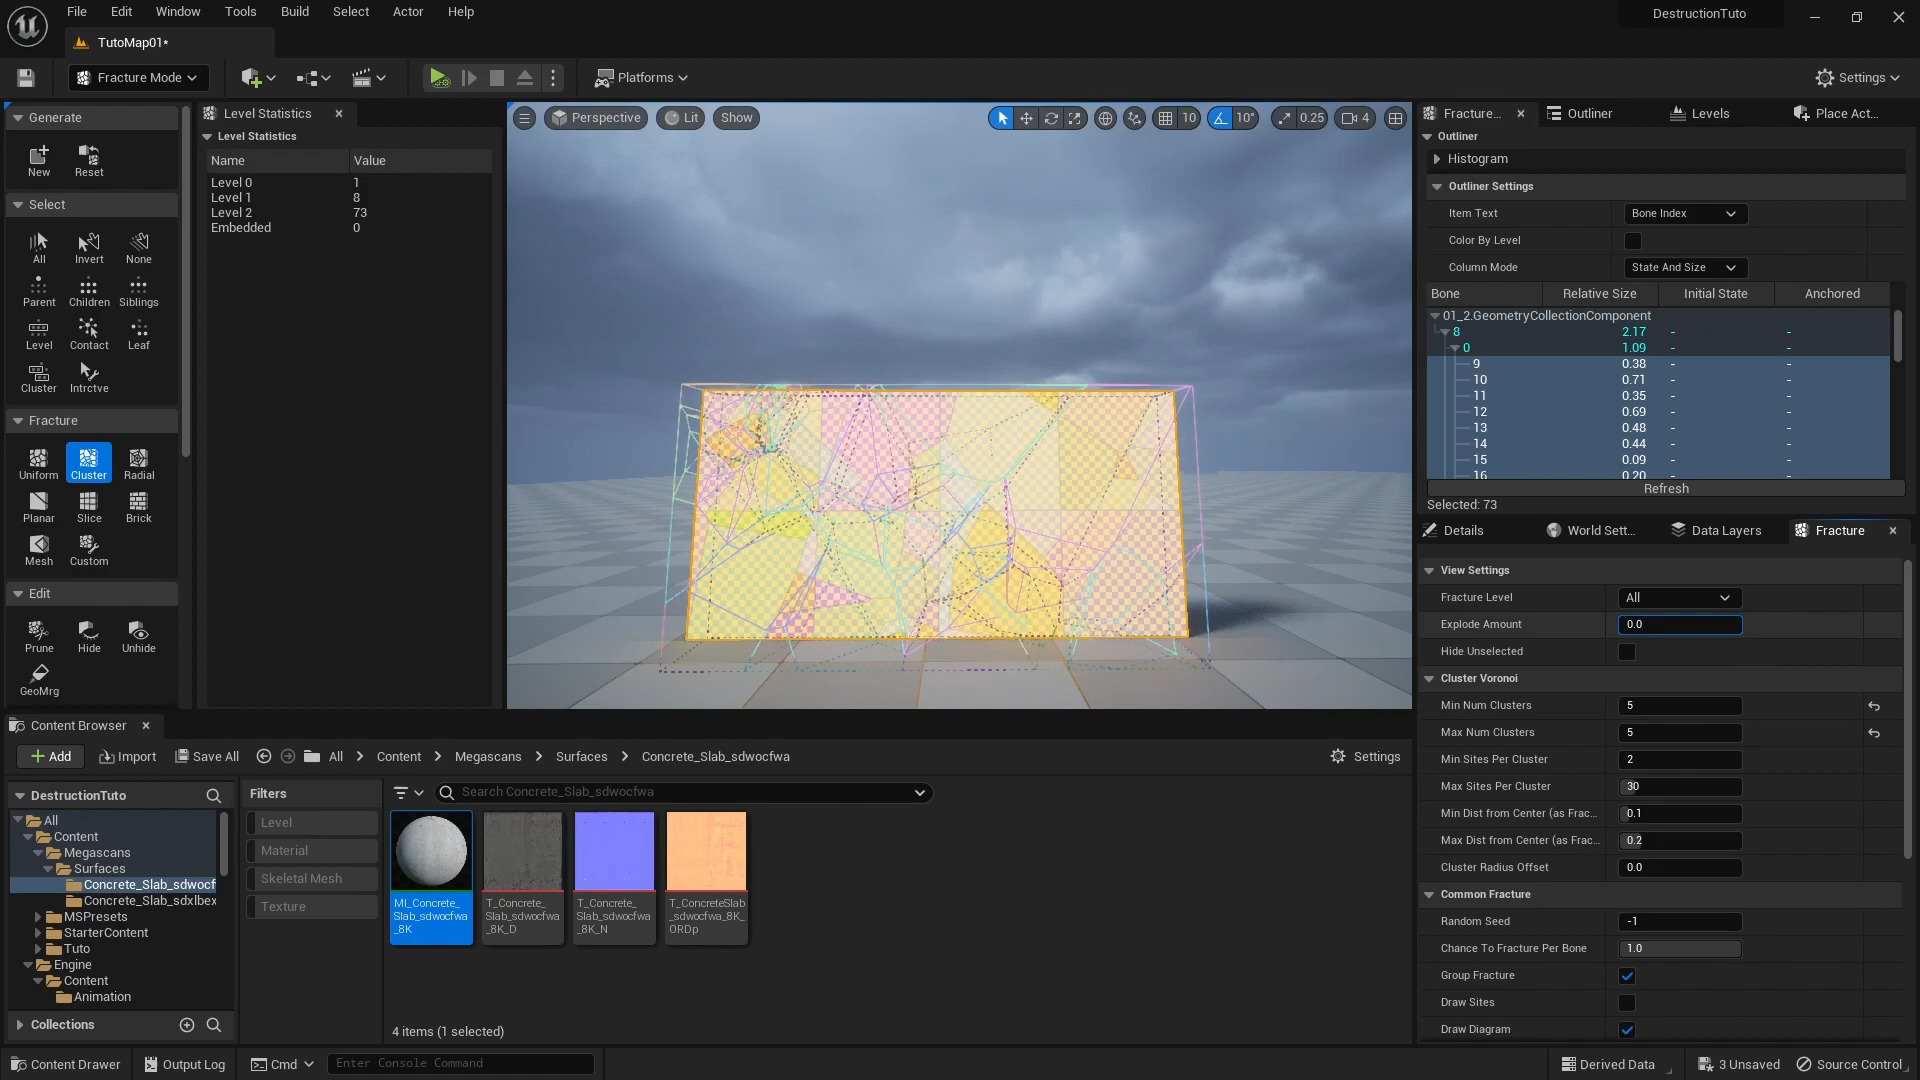 File Edit Window Tools Build Select Actor Help
DestructionTuto
TutoMap01*
Fracture Mode
Platforms
Settings
Generate
New Reset
Select
All Invert None
Parent Children Siblings
Level Contact Leaf
Cluster Intrctve
Fracture
Uniform Cluster Radial
Planar Slice Brick
Mesh Custom
Edit
Prune Hide Unhide
GeoMrg
Level Statistics
Level Statistics
Name Value
Level 0 1
Level 1 8
Level 2 73
Embedded 0
Perspective Lit Show
10 10° 0.25 4
Fracture... Outliner Levels Place Act...
Outliner
Histogram
Outliner Settings
Item Text Bone Index
Color By Level
Column Mode State And Size
Bone Relative Size Initial State Anchored
01_2.GeometryCollectionComponent
8 2.17 - -
0 1.09 - -
9 0.38 - -
10 0.71 - -
11 0.35 - -
12 0.69 - -
13 0.48 - -
14 0.44 - -
15 0.09 - -
16 0.20 - -
Refresh
Selected: 73
Details World Sett... Data Layers Fracture
View Settings
Fracture Level All
Explode Amount 0.0
Hide Unselected
Cluster Voronoi
Min Num Clusters 5
Max Num Clusters 5
Min Sites Per Cluster 2
Max Sites Per Cluster 30
Min Dist from Center (as Frac... 0.1
Max Dist from Center (as Frac... 0.2
Cluster Radius Offset 0.0
Common Fracture
Random Seed -1
Chance To Fracture Per Bone 1.0
Group Fracture
Draw Sites
Draw Diagram
Content Browser
Add Import Save All All Content Megascans Surfaces Concrete_Slab_sdwocfwa Settings
DestructionTuto
All
Content
Megascans
Surfaces
Concrete_Slab_sdwocf
Concrete_Slab_sdxlbex
MSPresets
StarterContent
Tuto
Engine
Content
Animation
Collections
Filters
Level
Material
Skeletal Mesh
Texture
Search Concrete_Slab_sdwocfwa
MI_Concrete_
Slab_sdwocfwa
_8K
T_Concrete_
Slab_sdwocfwa
_8K_D
T_Concrete_
Slab_sdwocfwa
_8K_N
T_ConcreteSlab
_sdwocfwa_8K_
ORDp
4 items (1 selected)
Content Drawer Output Log Cmd Enter Console Command Derived Data 3 Unsaved Source Control